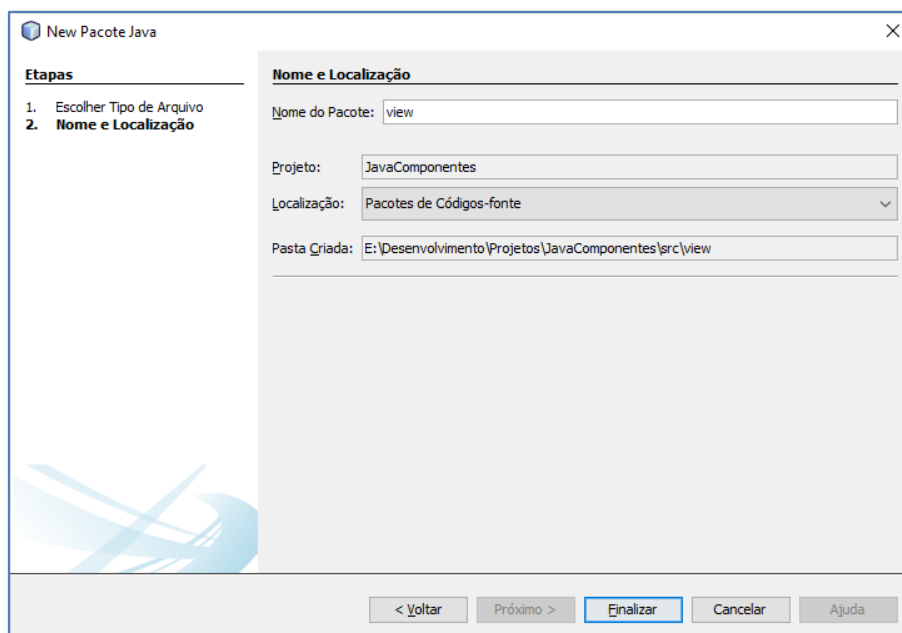 New Pacote Java
Etapas
1. Escolher Tipo de Arquivo
2. Nome e Localização
Nome e Localização
Nome do Pacote: view
Projeto: JavaComponentes
Localização: Pacotes de Códigos-fonte
Pasta Criada: E:\Desenvolvimento\Projetos\JavaComponentes\src\view
< Voltar Próximo > Finalizar Cancelar Ajuda